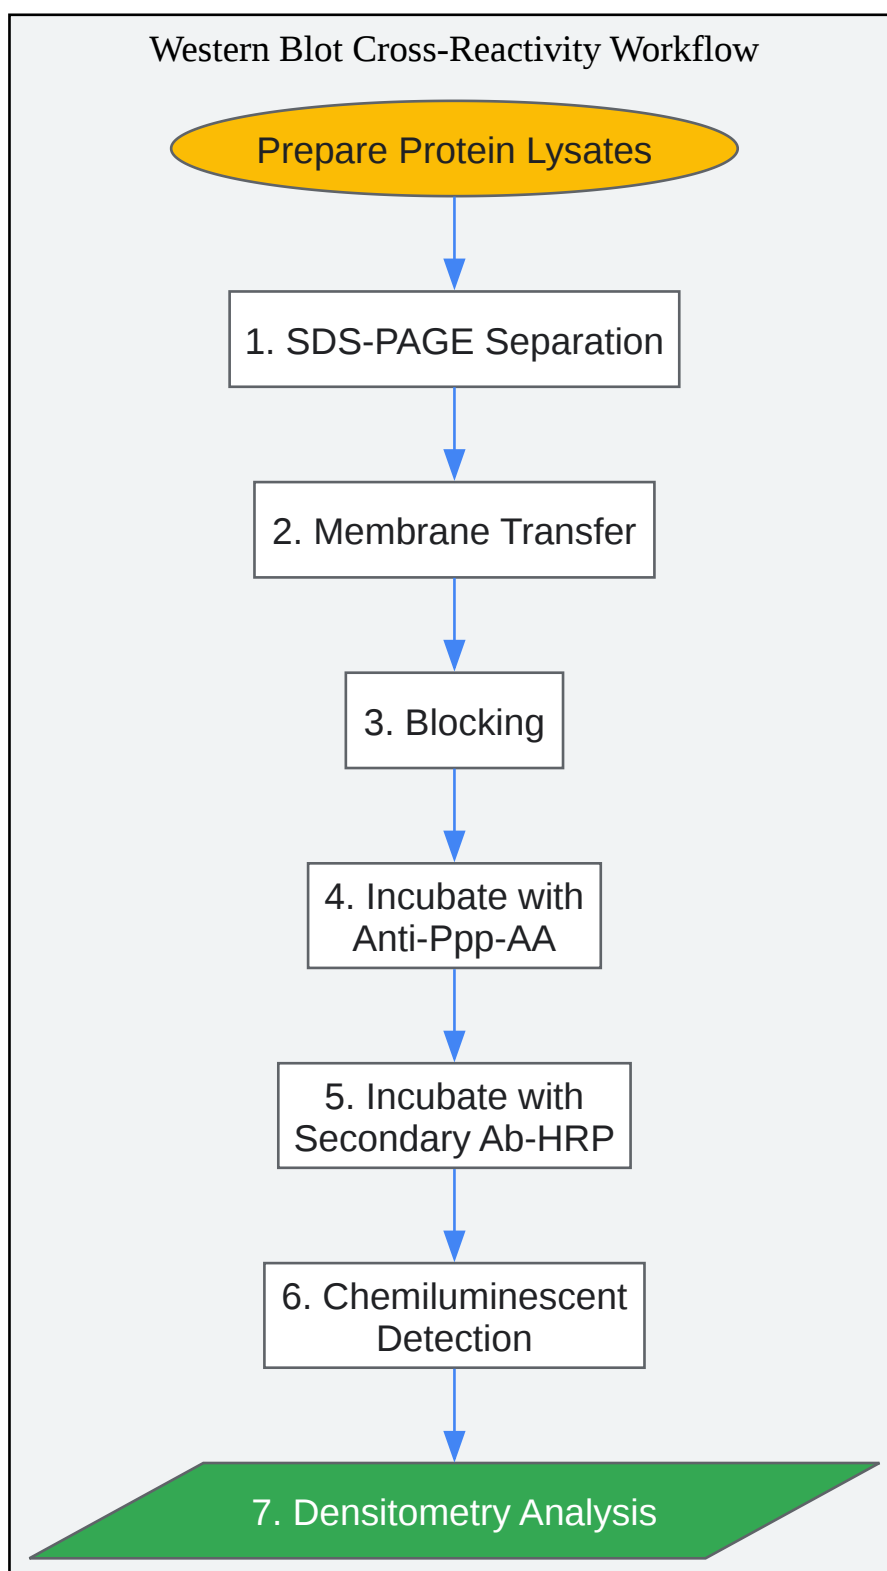 Western Blot Cross-Reactivity Workflow
Prepare Protein Lysates
1. SDS-PAGE Separation
2. Membrane Transfer
3. Blocking
4. Incubate with
Anti-Ppp-AA
5. Incubate with
Secondary Ab-HRP
6. Chemiluminescent
Detection
7. Densitometry Analysis